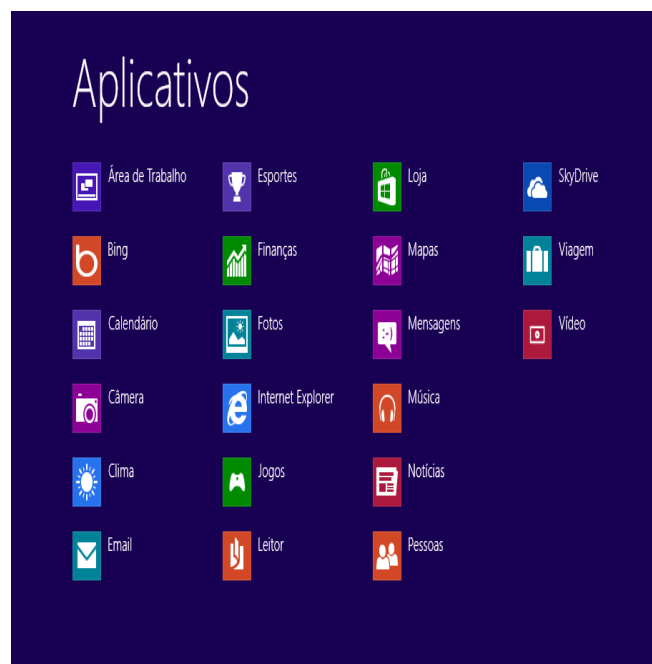 Aplicativos
Área de Trabalho
Bing
Calendário
Câmera
Clima
Email
Esportes
Finanças
Fotos
Internet Explorer
Jogos
Leitor
Loja
Mapas
Mensagens
Música
Notícias
Pessoas
SkyDrive
Viagem
Vídeo